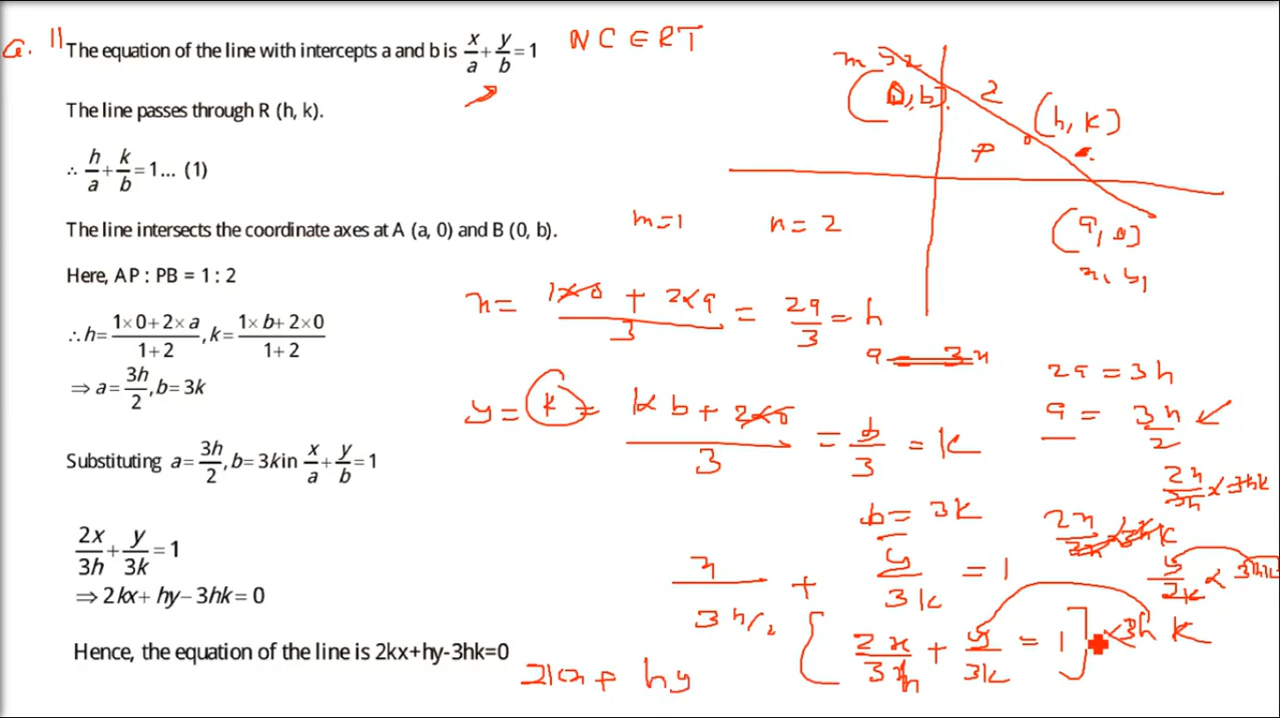 Q. 11 The equation of the line with intercepts a and b is x/a + y/b = 1 NCERT
The line passes through R (h, k).
∴ h/a + k/b = 1... (1)
The line intersects the coordinate axes at A (a, 0) and B (0, b).
Here, AP : PB = 1 : 2
∴ h = (1×0+2×a)/(1+2), k = (1×b+2×0)/(1+2)
⇒ a = 3h/2, b = 3k
Substituting a = 3h/2, b = 3k in x/a + y/b = 1
2x/3h + y/3k = 1
⇒ 2kx + hy − 3hk = 0
Hence, the equation of the line is 2kx+hy-3hk=0
(0, b)
2
(h, k)
P
(a, 0)
m=1 n=2
x = (1×0 + 2×a)/3 = 2a/3 = h
2a = 3h
y = k = (1×b + 2×0)/3 = b/3 = k
b = 3k
x/(3h/2) + y/3k = 1
[2x/3h + y/3k = 1] ×3hk
2kx + hy